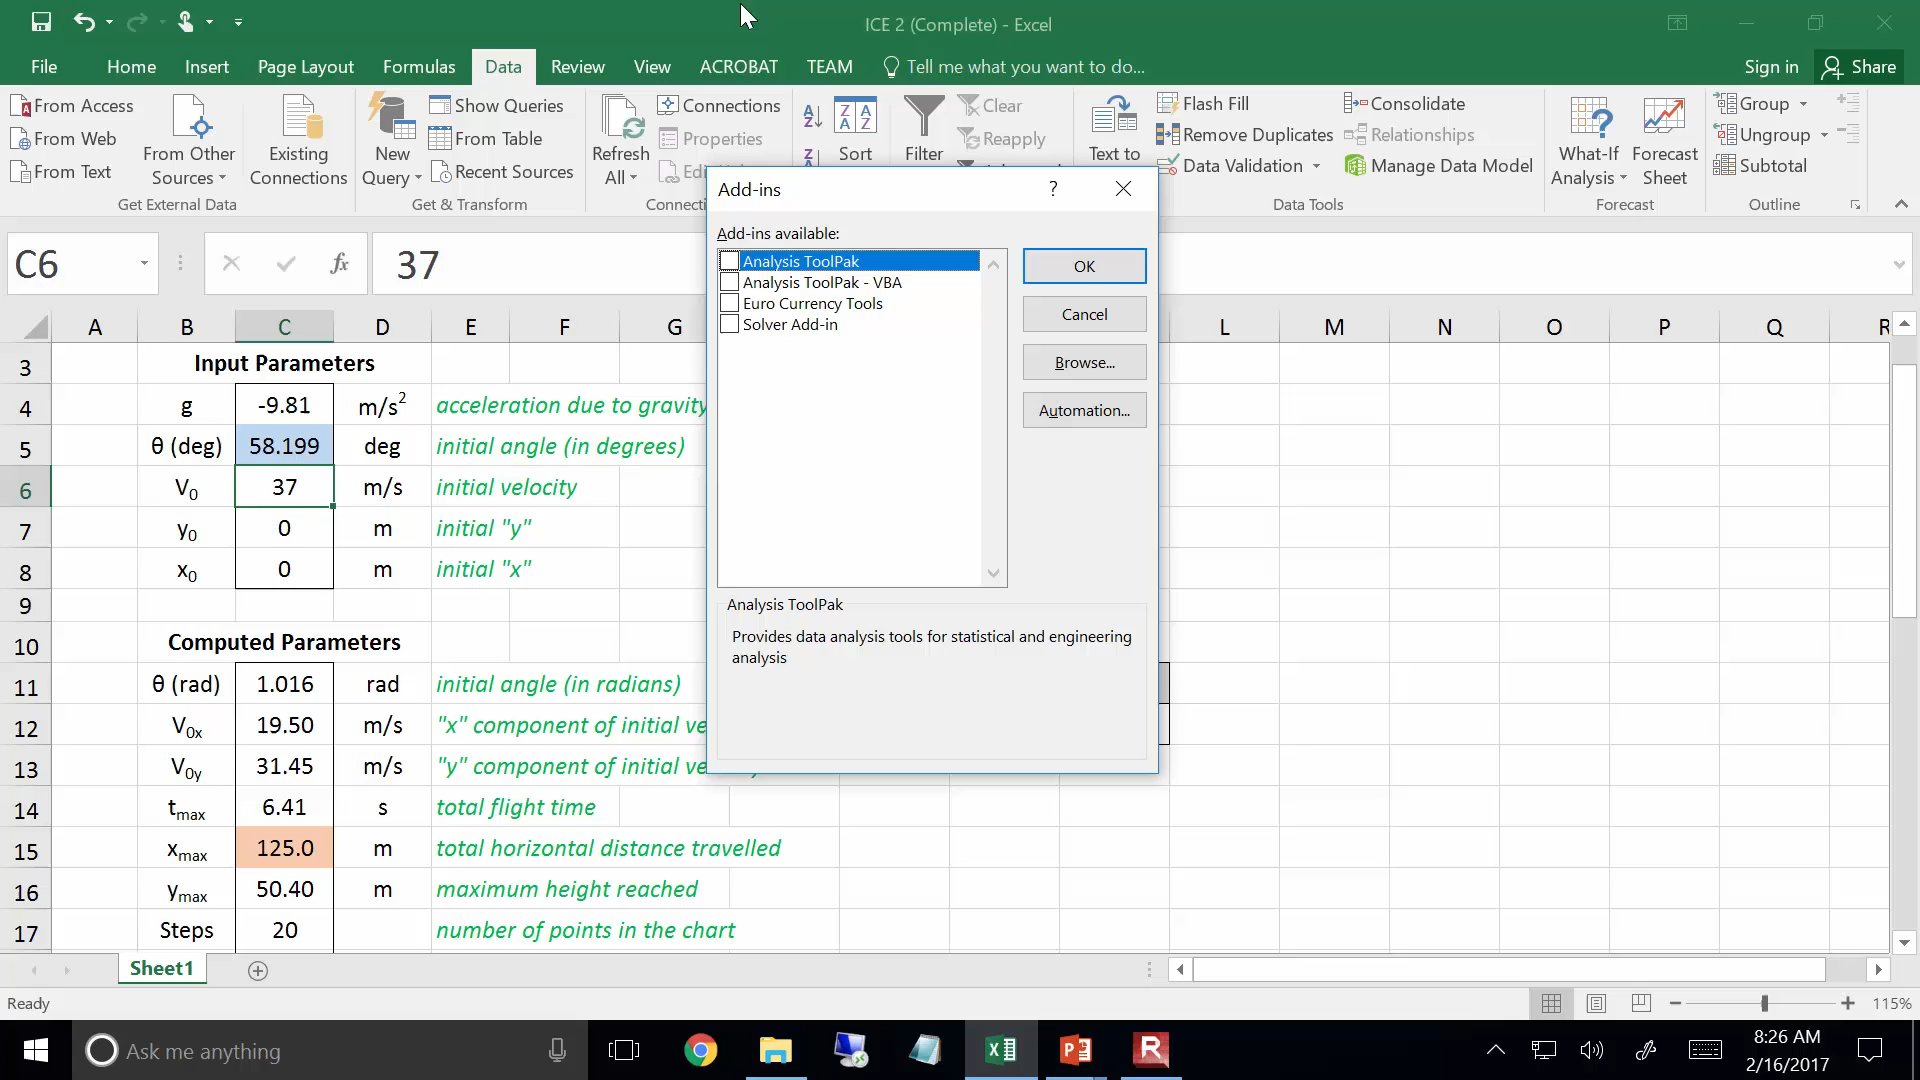 ICE 2 (Complete) - Excel
File Home Insert Page Layout Formulas Data Review View ACROBAT TEAM Tell me what you want to do... Sign in Share
From Access
From Web
From Text
From Other
Sources
Existing
Connections
Get External Data
New
Query
Show Queries
From Table
Recent Sources
Get & Transform
Refresh
All
Connections
Properties
Sort
Filter
Clear
Reapply
Text to
Flash Fill
Remove Duplicates
Data Validation
Consolidate
Relationships
Manage Data Model
Data Tools
What-If
Analysis
Forecast
Sheet
Forecast
Group
Ungroup
Subtotal
Outline
C6 fx 37
Add-ins ?
Add-ins available:
Analysis ToolPak
Analysis ToolPak - VBA
Euro Currency Tools
Solver Add-in
OK
Cancel
Browse...
Automation...
Analysis ToolPak
Provides data analysis tools for statistical and engineering
analysis
A B C D E F G L M N O P Q R
3 Input Parameters
4 g -9.81 m/s² acceleration due to gravity
5 θ (deg) 58.199 deg initial angle (in degrees)
6 V₀ 37 m/s initial velocity
7 y₀ 0 m initial "y"
8 x₀ 0 m initial "x"
9
10 Computed Parameters
11 θ (rad) 1.016 rad initial angle (in radians)
12 V₀ₓ 19.50 m/s "x" component of initial ve
13 V0y 31.45 m/s "y" component of initial ve
14 tmax 6.41 s total flight time
15 xmax 125.0 m total horizontal distance travelled
16 ymax 50.40 m maximum height reached
17 Steps 20 number of points in the chart
Sheet1
Ready 115%
Ask me anything
8:26 AM
2/16/2017